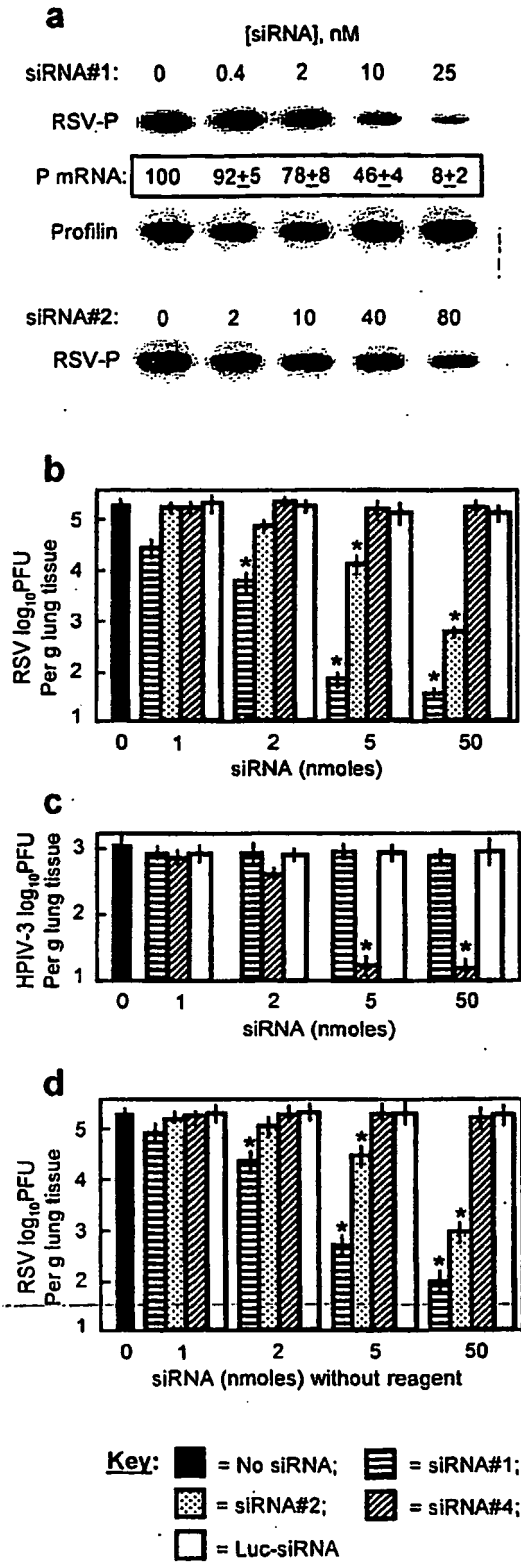 a
[siRNA], nM
siRNA#1: 0 0.4 2 10 25
RSV-P
P mRNA: 100 92±5 78±8 46±4 8±2
Profilin
siRNA#2: 0 2 10 40 80
RSV-P
b
RSV log10PFU
Per g lung tissue
5
4
3
2
1
* * * * *
0 1 2 5 50
siRNA (nmoles)
c
HPIV-3 log10PFU
Per g lung tissue
3
2
1
* *
0 1 2 5 50
siRNA (nmoles)
d
RSV log10PFU
Per g lung tissue
5
4
3
2
1
* * * * *
0 1 2 5 50
siRNA (nmoles) without reagent
Key: = No siRNA; = siRNA#1;
= siRNA#2; = siRNA#4;
= Luc-siRNA